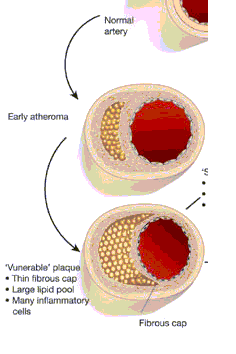 Normal
artery
Early atheroma
'S
•
•
•
'Vunerable' plaque
• Thin fibrous cap
• Large lipid pool
• Many inflammatory
cells
Fibrous cap